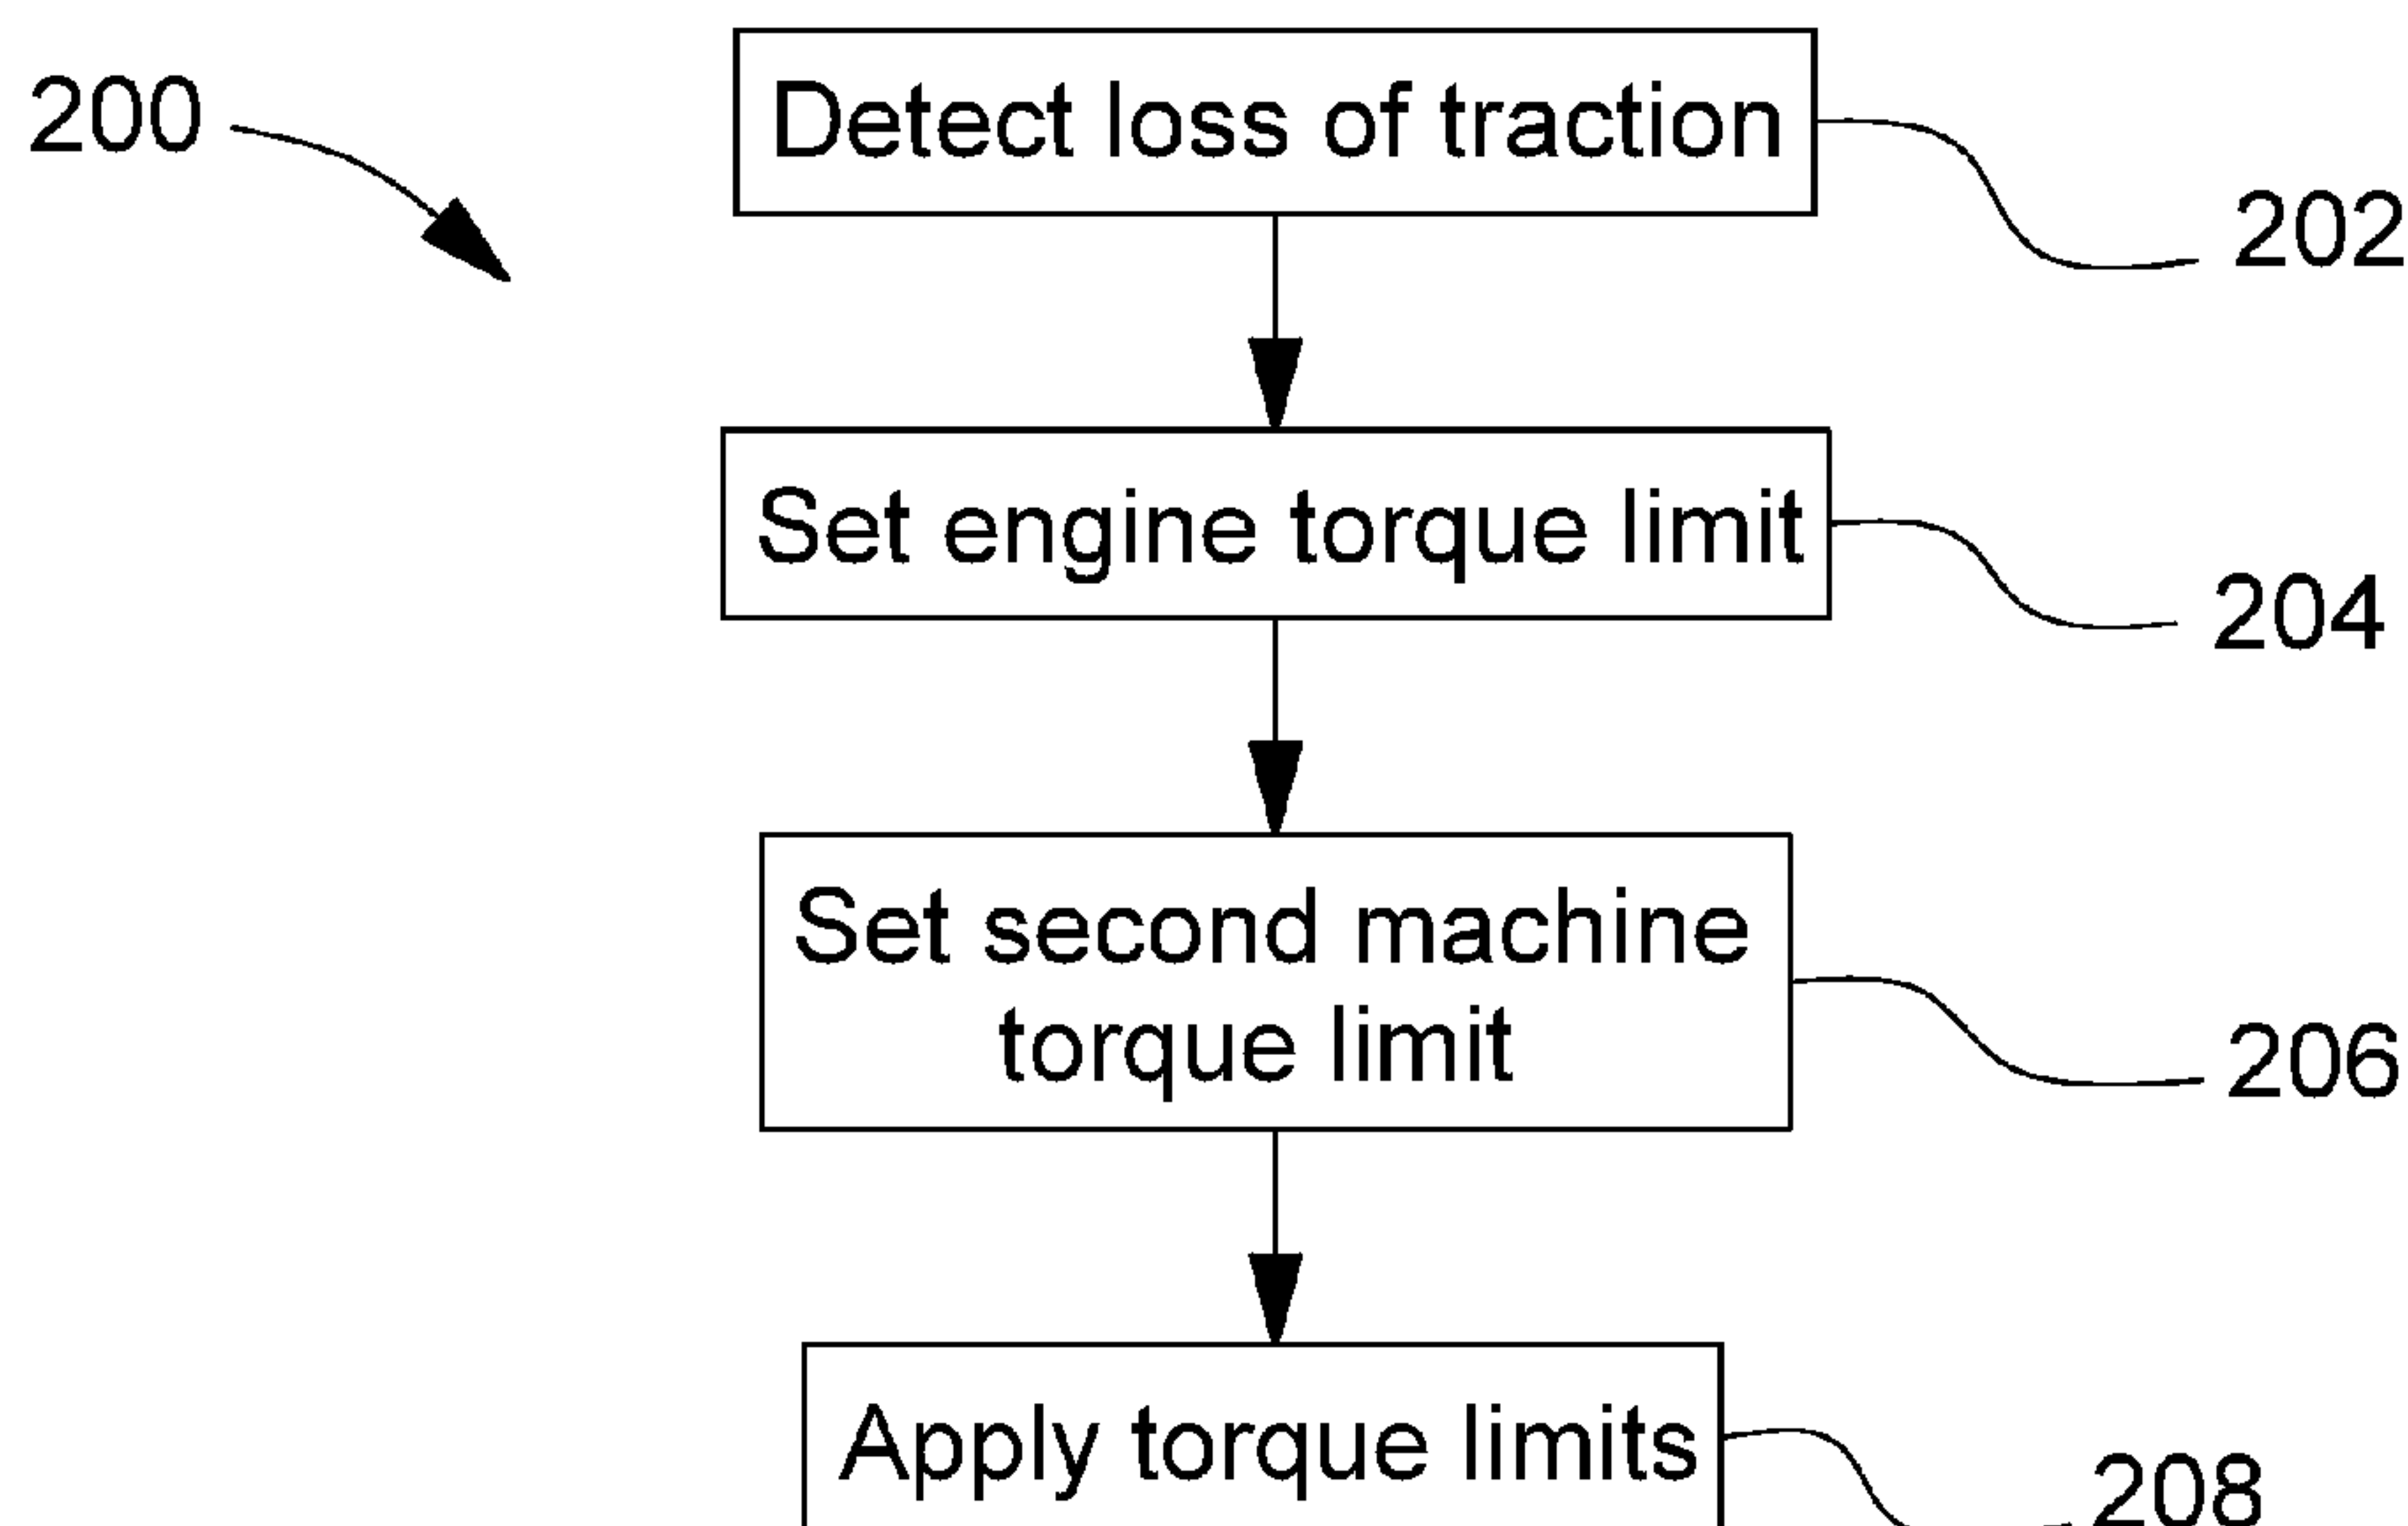 200
Detect loss of traction
202
Set engine torque limit
204
Set second machine
torque limit
206
Apply torque limits
208